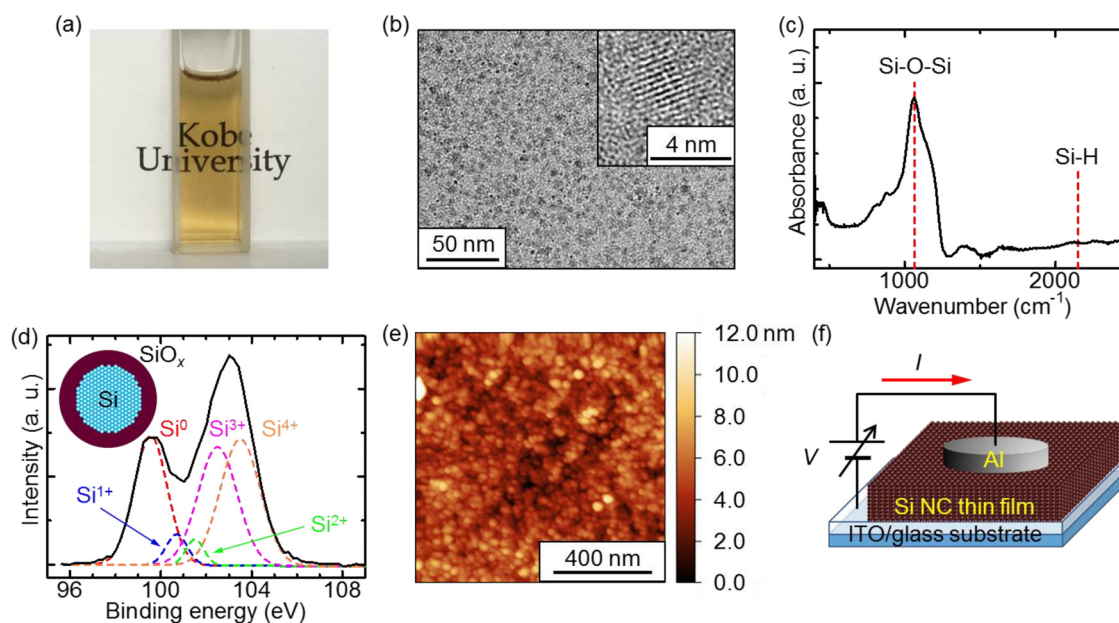 (a)
Kobe
University
(b)
4 nm
50 nm
(c)
Absorbance (a. u.)
Si-O-Si
Si-H
1000
2000
Wavenumber (cm⁻¹)
(d)
Intensity (a. u.)
SiOₓ
Si
Si⁰
Si³⁺
Si⁴⁺
Si¹⁺
Si²⁺
96
100
104
108
Binding energy (eV)
(e)
12.0 nm
10.0
8.0
6.0
4.0
2.0
0.0
400 nm
(f)
I
V
Al
Si NC thin film
ITO/glass substrate